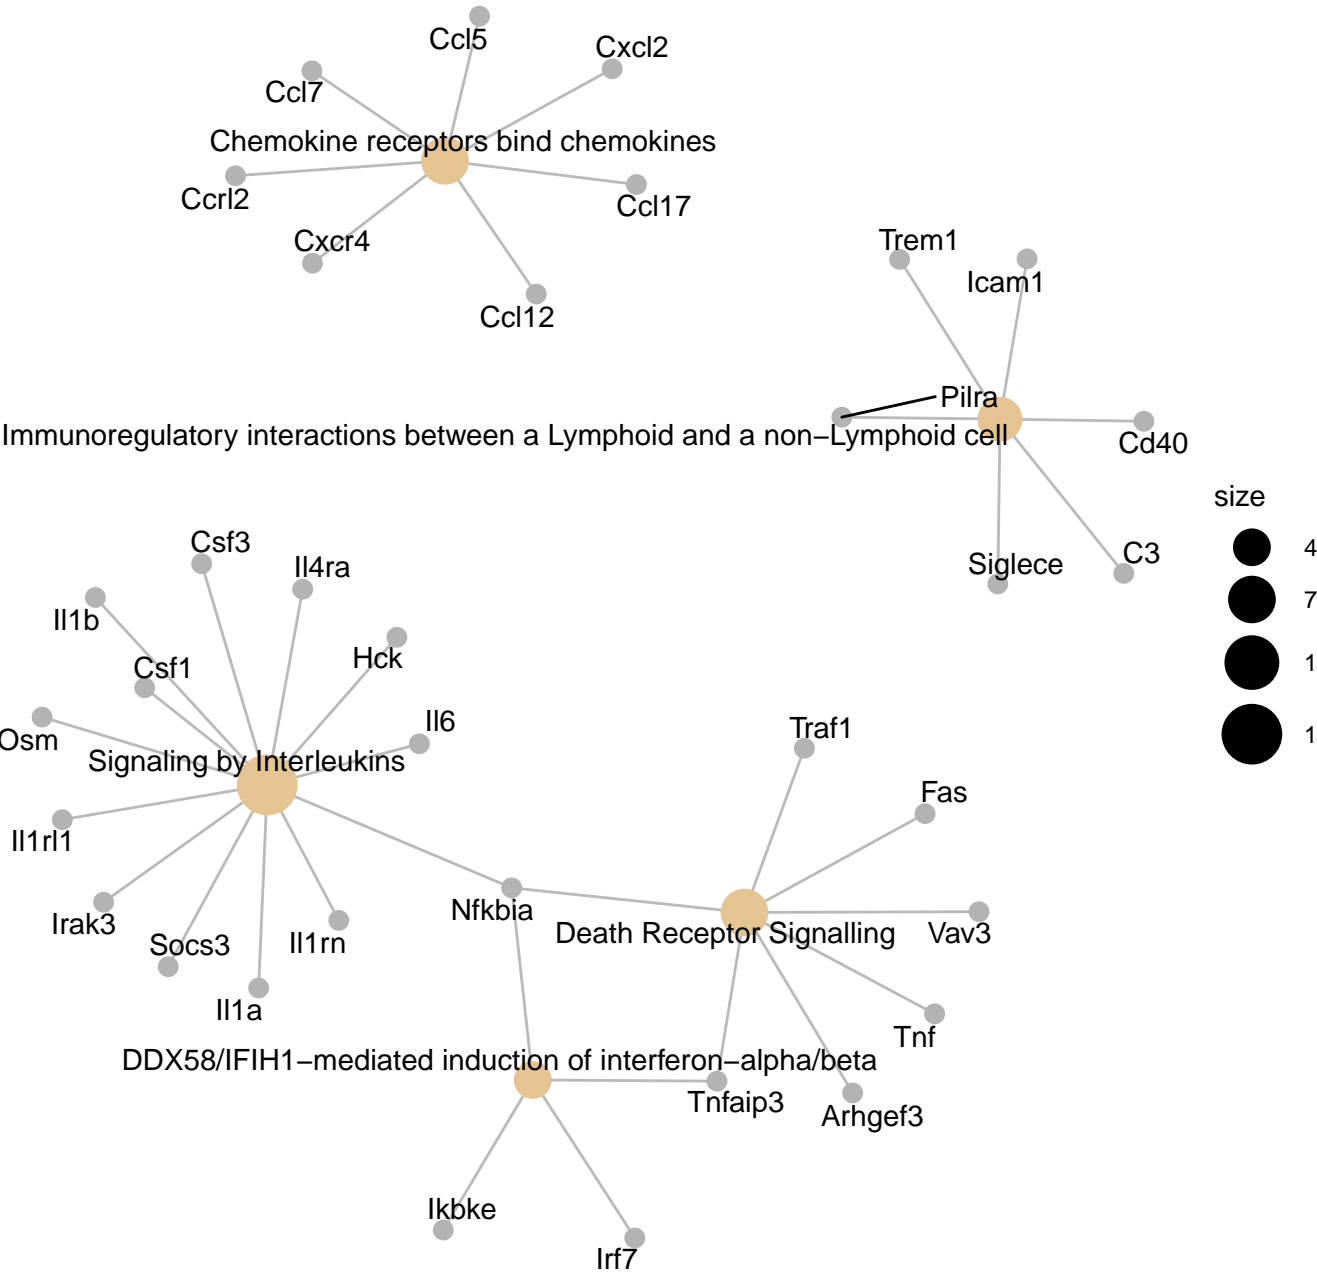 Ccl5
Cxcl2
Ccl7
Chemokine receptors bind chemokines
Ccrl2
Ccl17
Cxcr4
Ccl12
Trem1
Icam1
Pilra
Immunoregulatory interactions between a Lymphoid and a non−Lymphoid cell
Cd40
Siglece
C3
size
4
7
1
1
Csf3
Il4ra
Il1b
Hck
Csf1
Il6
Osm
Signaling by Interleukins
Il1rl1
Irak3
Socs3
Il1rn
Il1a
Nfkbia
Traf1
Fas
Death Receptor Signalling
Vav3
Tnf
DDX58/IFIH1−mediated induction of interferon−alpha/beta
Tnfaip3
Arhgef3
Ikbke
Irf7